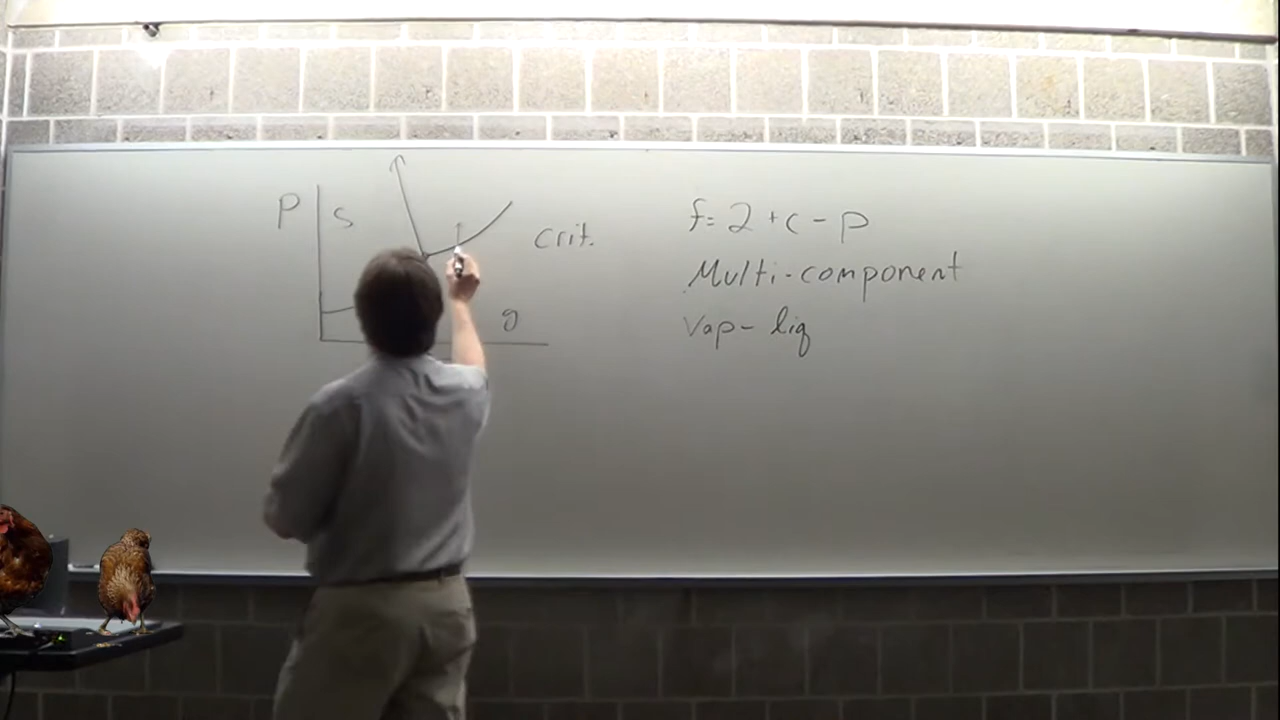 P
S
crit.
g
f = 2 + c - p
Multi-component
Vap- liq